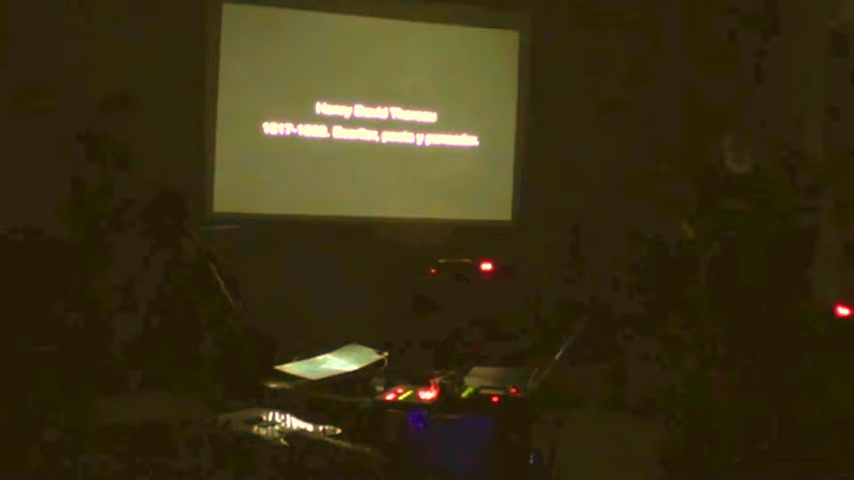 Henry David Thoreau
1817-1862. Escritor, poeta y pensador.